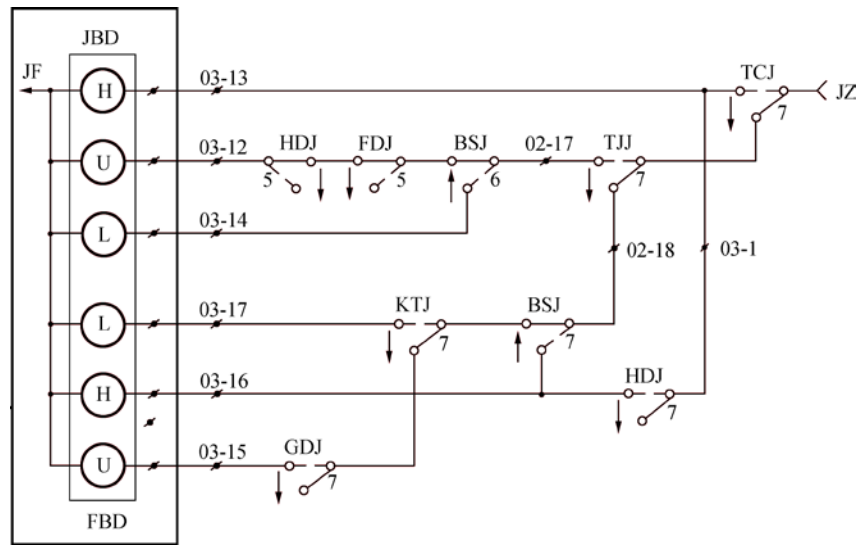 JBD
JF
H
03-13
TCJ
7
JZ
U
03-12
HDJ
5
FDJ
5
BSJ
6
02-17
TJJ
7
L
03-14
02-18
03-1
L
03-17
KTJ
7
BSJ
7
H
03-16
HDJ
7
U
03-15
GDJ
7
FBD